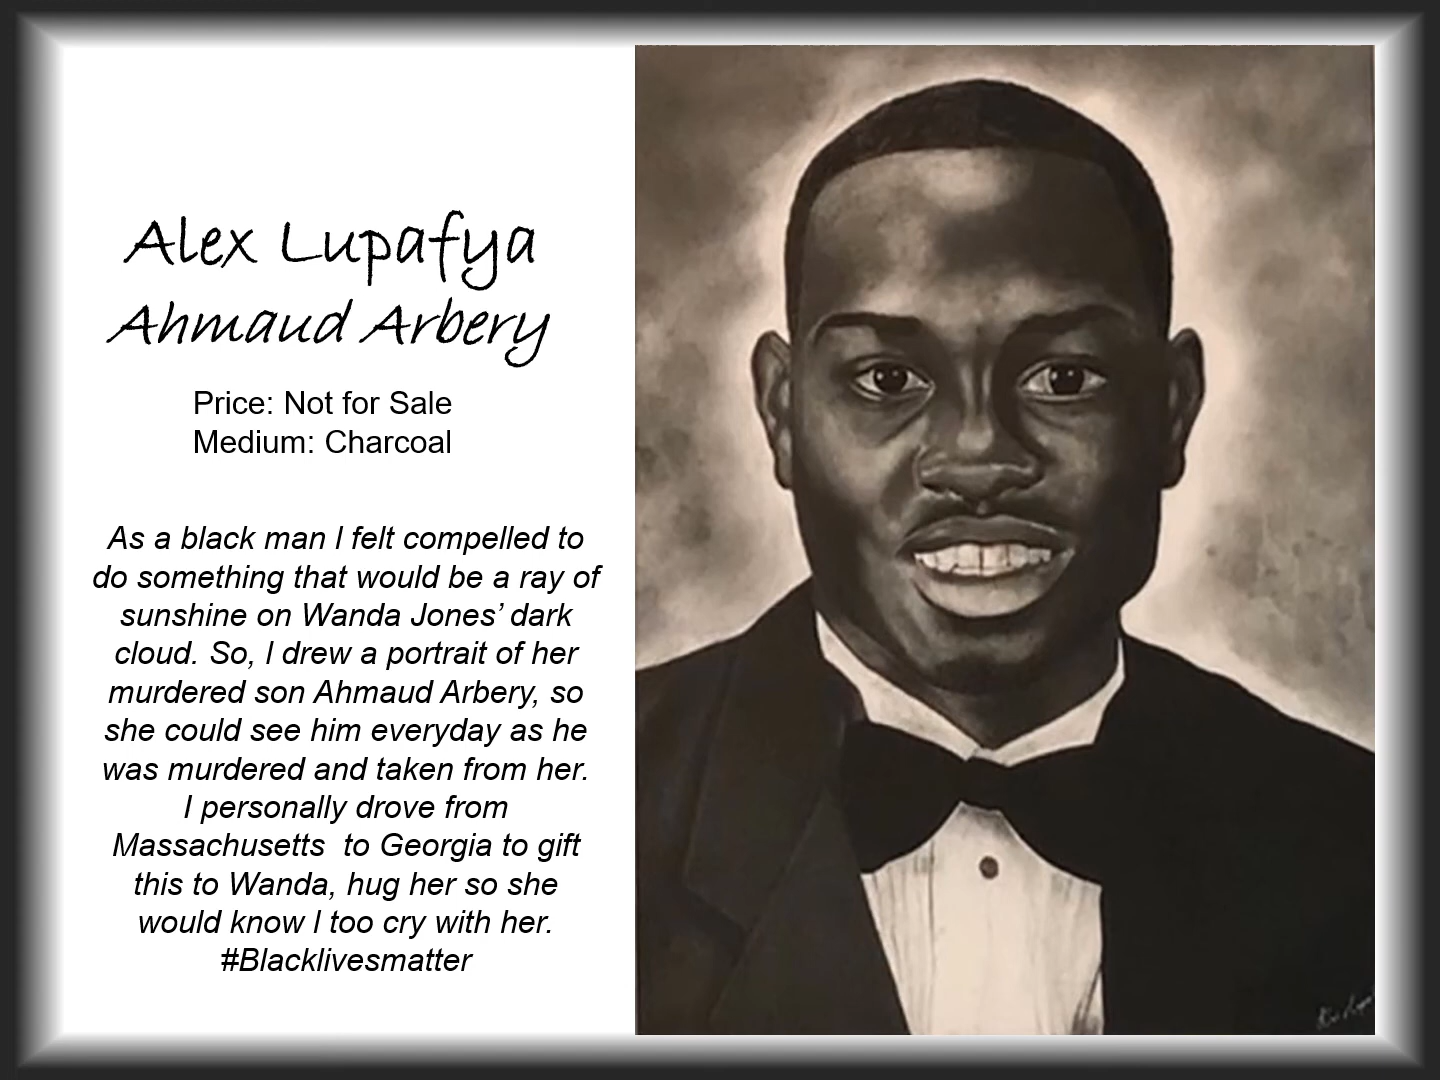 Alex Lupafya
Ahmaud Arbery
Price: Not for Sale
Medium: Charcoal
As a black man I felt compelled to
do something that would be a ray of
sunshine on Wanda Jones’ dark
cloud. So, I drew a portrait of her
murdered son Ahmaud Arbery, so
she could see him everyday as he
was murdered and taken from her.
I personally drove from
Massachusetts  to Georgia to gift
this to Wanda, hug her so she
would know I too cry with her.
#Blacklivesmatter